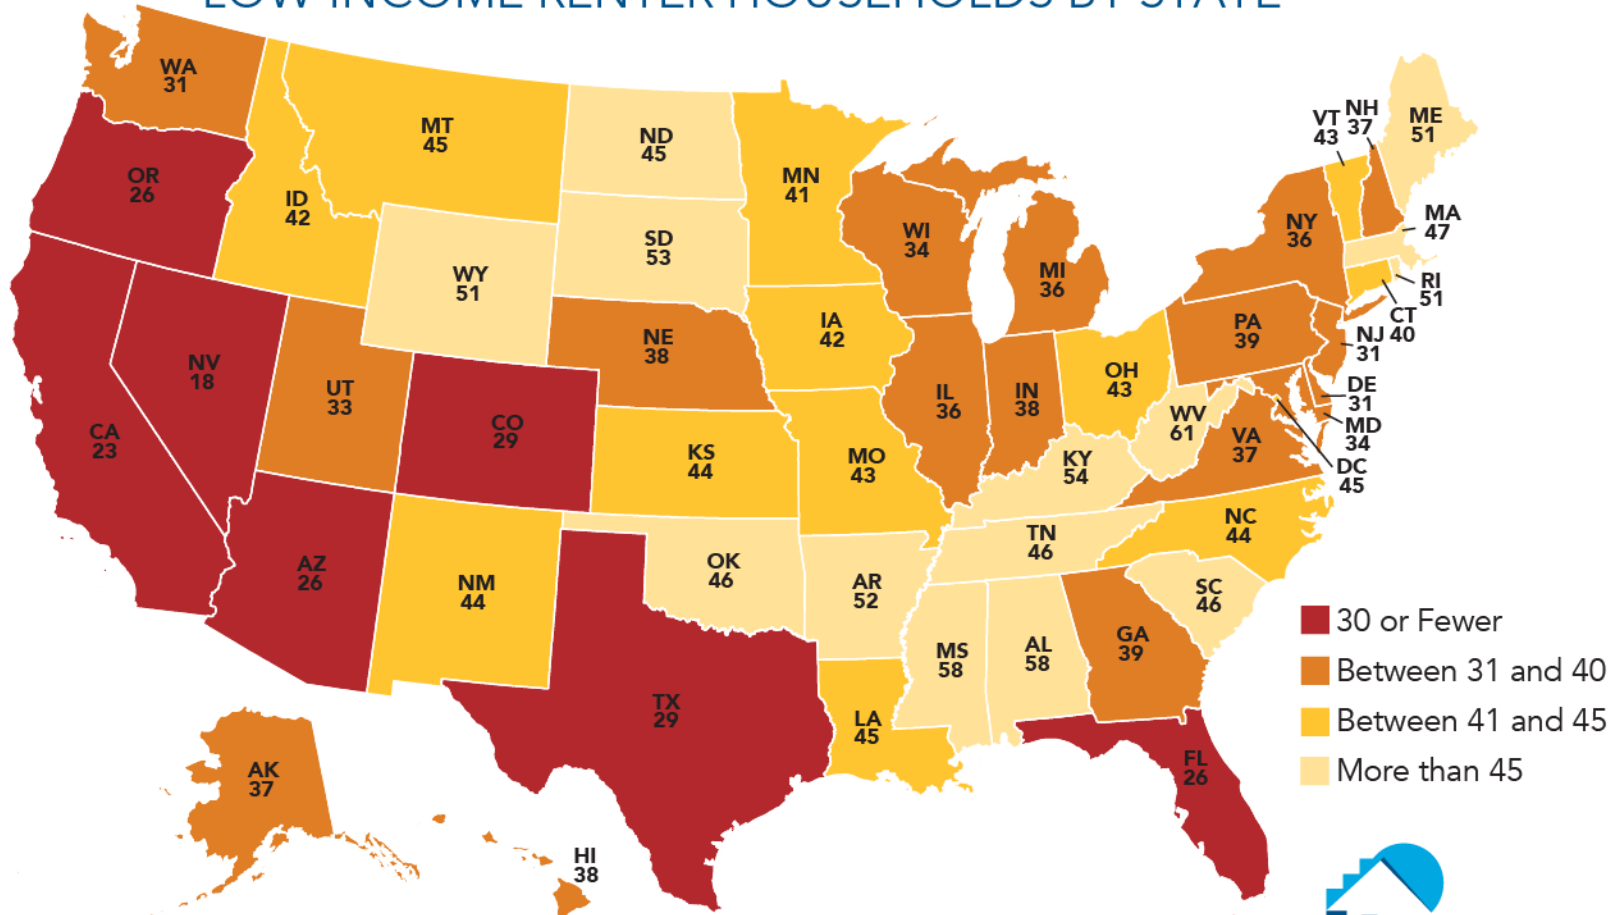 LOW INCOME RENTER HOUSEHOLDS BY STATE
WA
31
OR
26
CA
23
NV
18
ID
42
MT
45
WY
51
UT
33
CO
29
AZ
26
NM
44
ND
45
SD
53
NE
38
KS
44
OK
46
TX
29
MN
41
IA
42
MO
43
AR
52
LA
45
WI
34
IL
36
MI
36
IN
38
OH
43
KY
54
TN
46
MS
58
AL
58
GA
39
FL
26
SC
46
NC
44
VA
37
WV
61
PA
39
NY
36
VT
43
NH
37
ME
51
MA
47
RI
51
CT
40
NJ
31
DE
31
MD
34
DC
45
AK
37
HI
38
30 or Fewer
Between 31 and 40
Between 41 and 45
More than 45